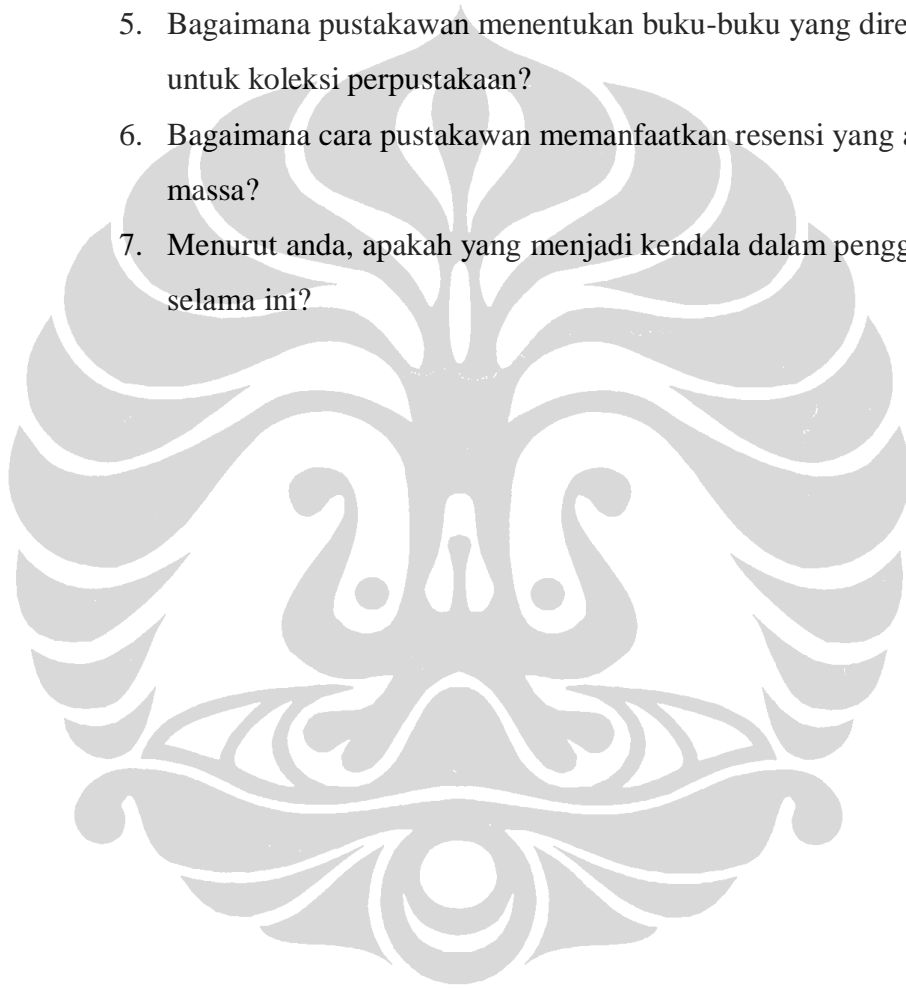 5. Bagaimana pustakawan menentukan buku-buku yang dire
untuk koleksi perpustakaan?
6. Bagaimana cara pustakawan memanfaatkan resensi yang a
massa?
7. Menurut anda, apakah yang menjadi kendala dalam pengg
selama ini?